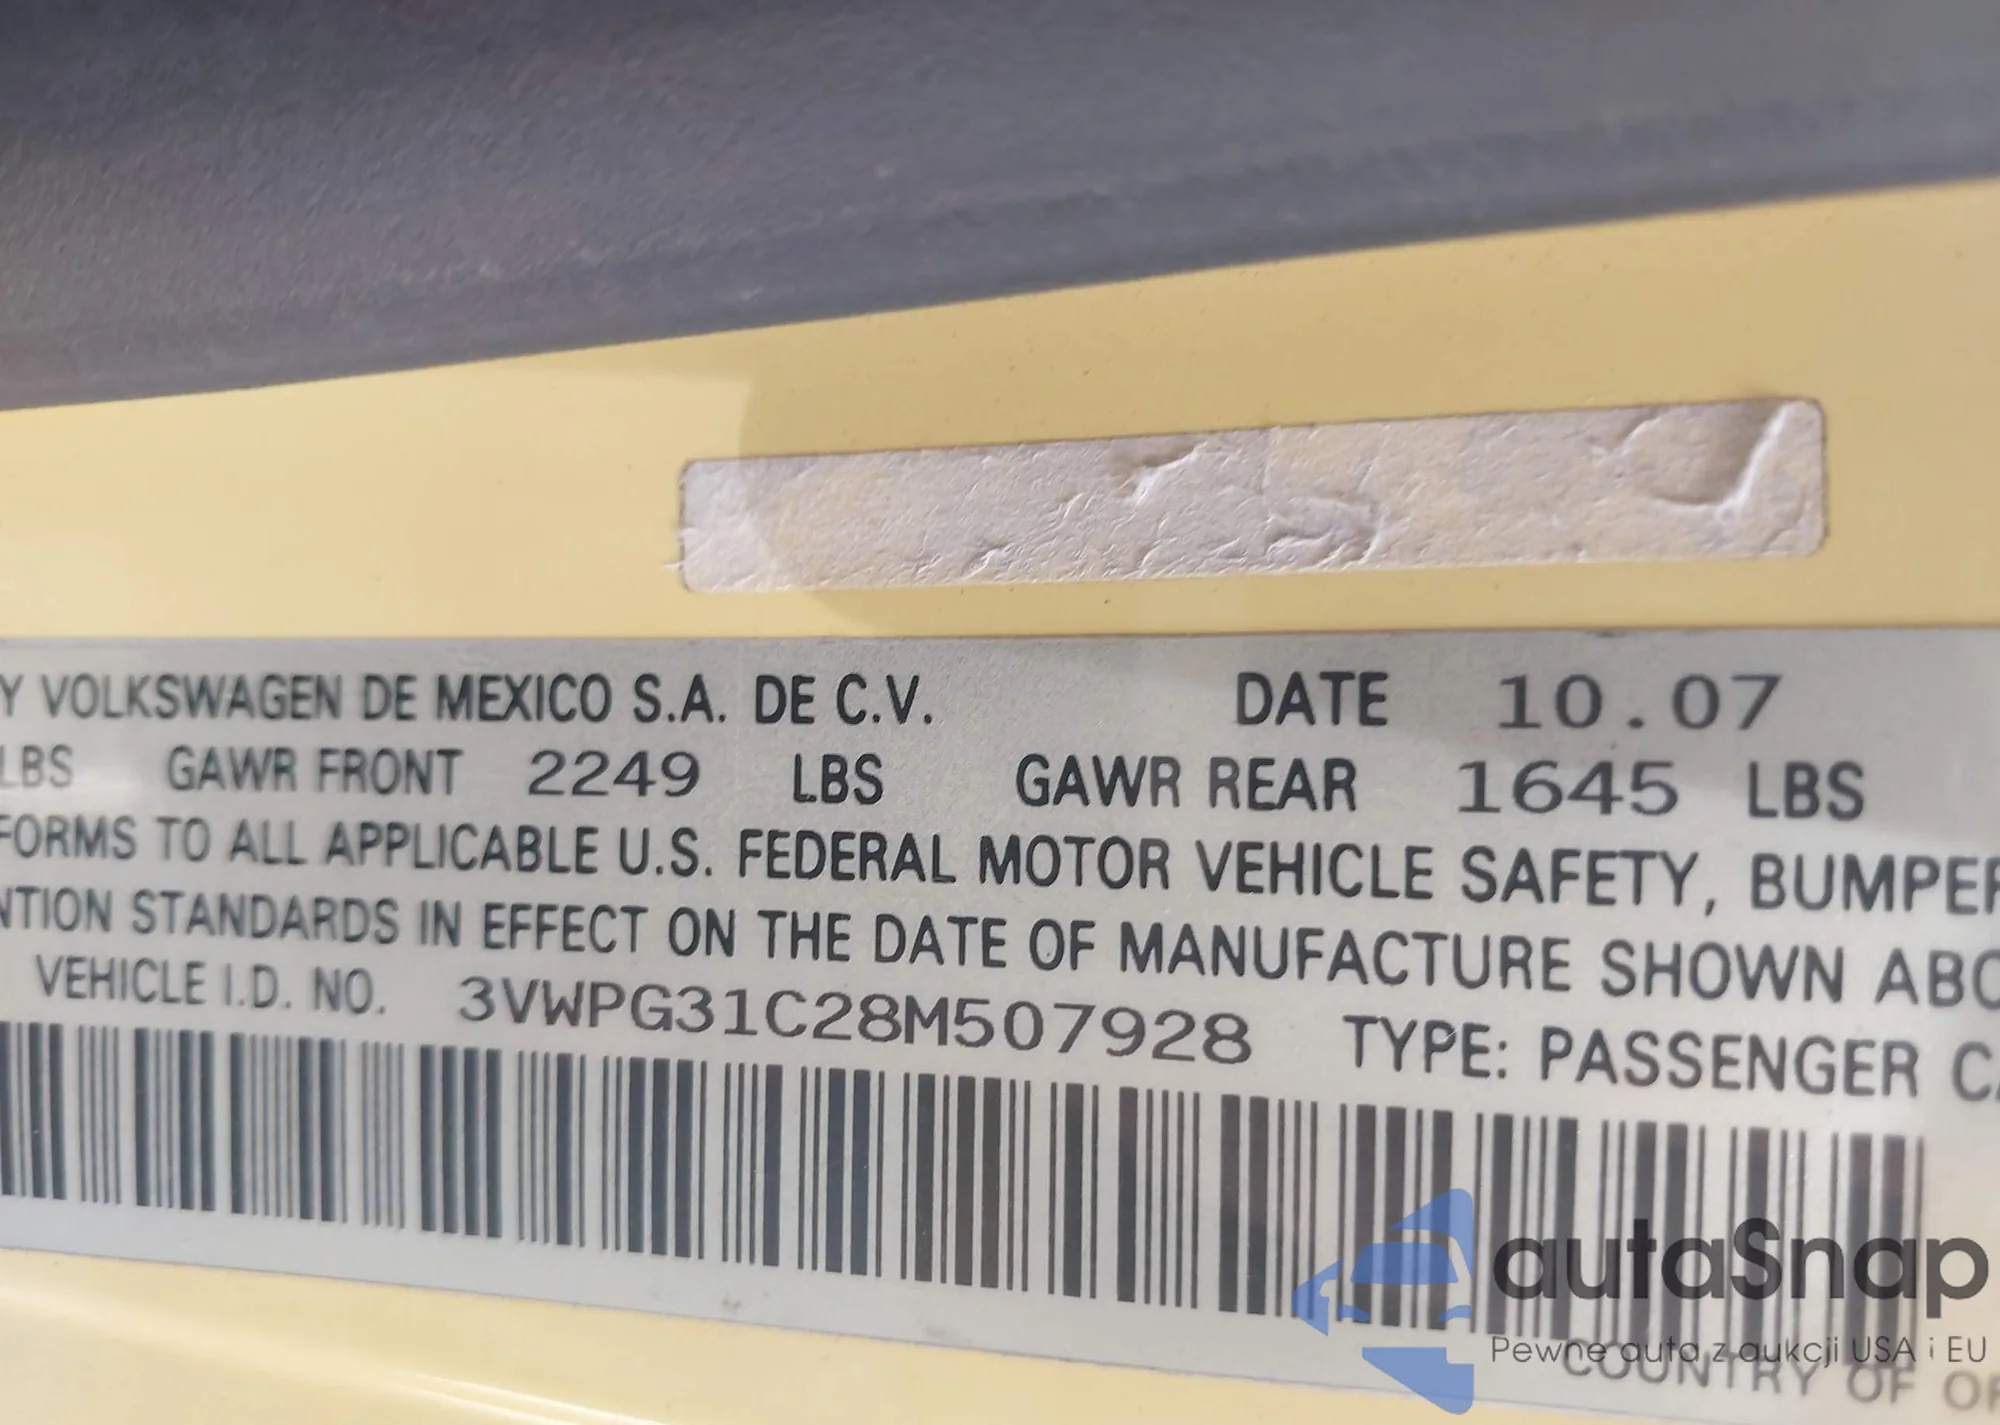 Y VOLKSWAGEN DE MEXICO S.A. DE C.V. DATE 10.07
LBS GAWR FRONT 2249 LBS GAWR REAR 1645 LBS
FORMS TO ALL APPLICABLE U.S. FEDERAL MOTOR VEHICLE SAFETY, BUMPER
NTION STANDARDS IN EFFECT ON THE DATE OF MANUFACTURE SHOWN ABO
VEHICLE I.D. NO. 3VWPG31C28M507928 TYPE: PASSENGER CA
autaSnap
Pewne auta z aukcji USA i EU
COUNTRY OF OR